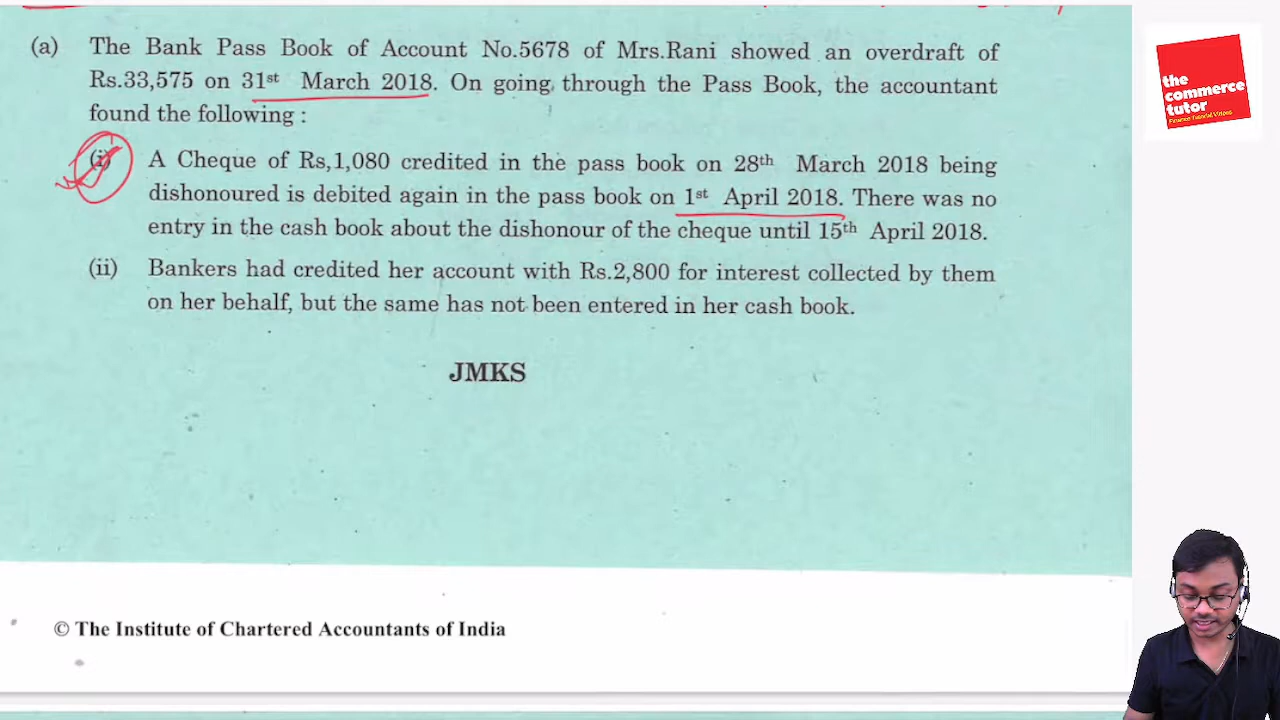 (a) The Bank Pass Book of Account No.5678 of Mrs.Rani showed an overdraft of
Rs.33,575 on 31st March 2018. On going through the Pass Book, the accountant
found the following :
(i) A Cheque of Rs,1,080 credited in the pass book on 28th March 2018 being
dishonoured is debited again in the pass book on 1st April 2018. There was no
entry in the cash book about the dishonour of the cheque until 15th April 2018.
(ii) Bankers had credited her account with Rs.2,800 for interest collected by them
on her behalf, but the same has not been entered in her cash book.
JMKS
© The Institute of Chartered Accountants of India
the
commerce
tutor